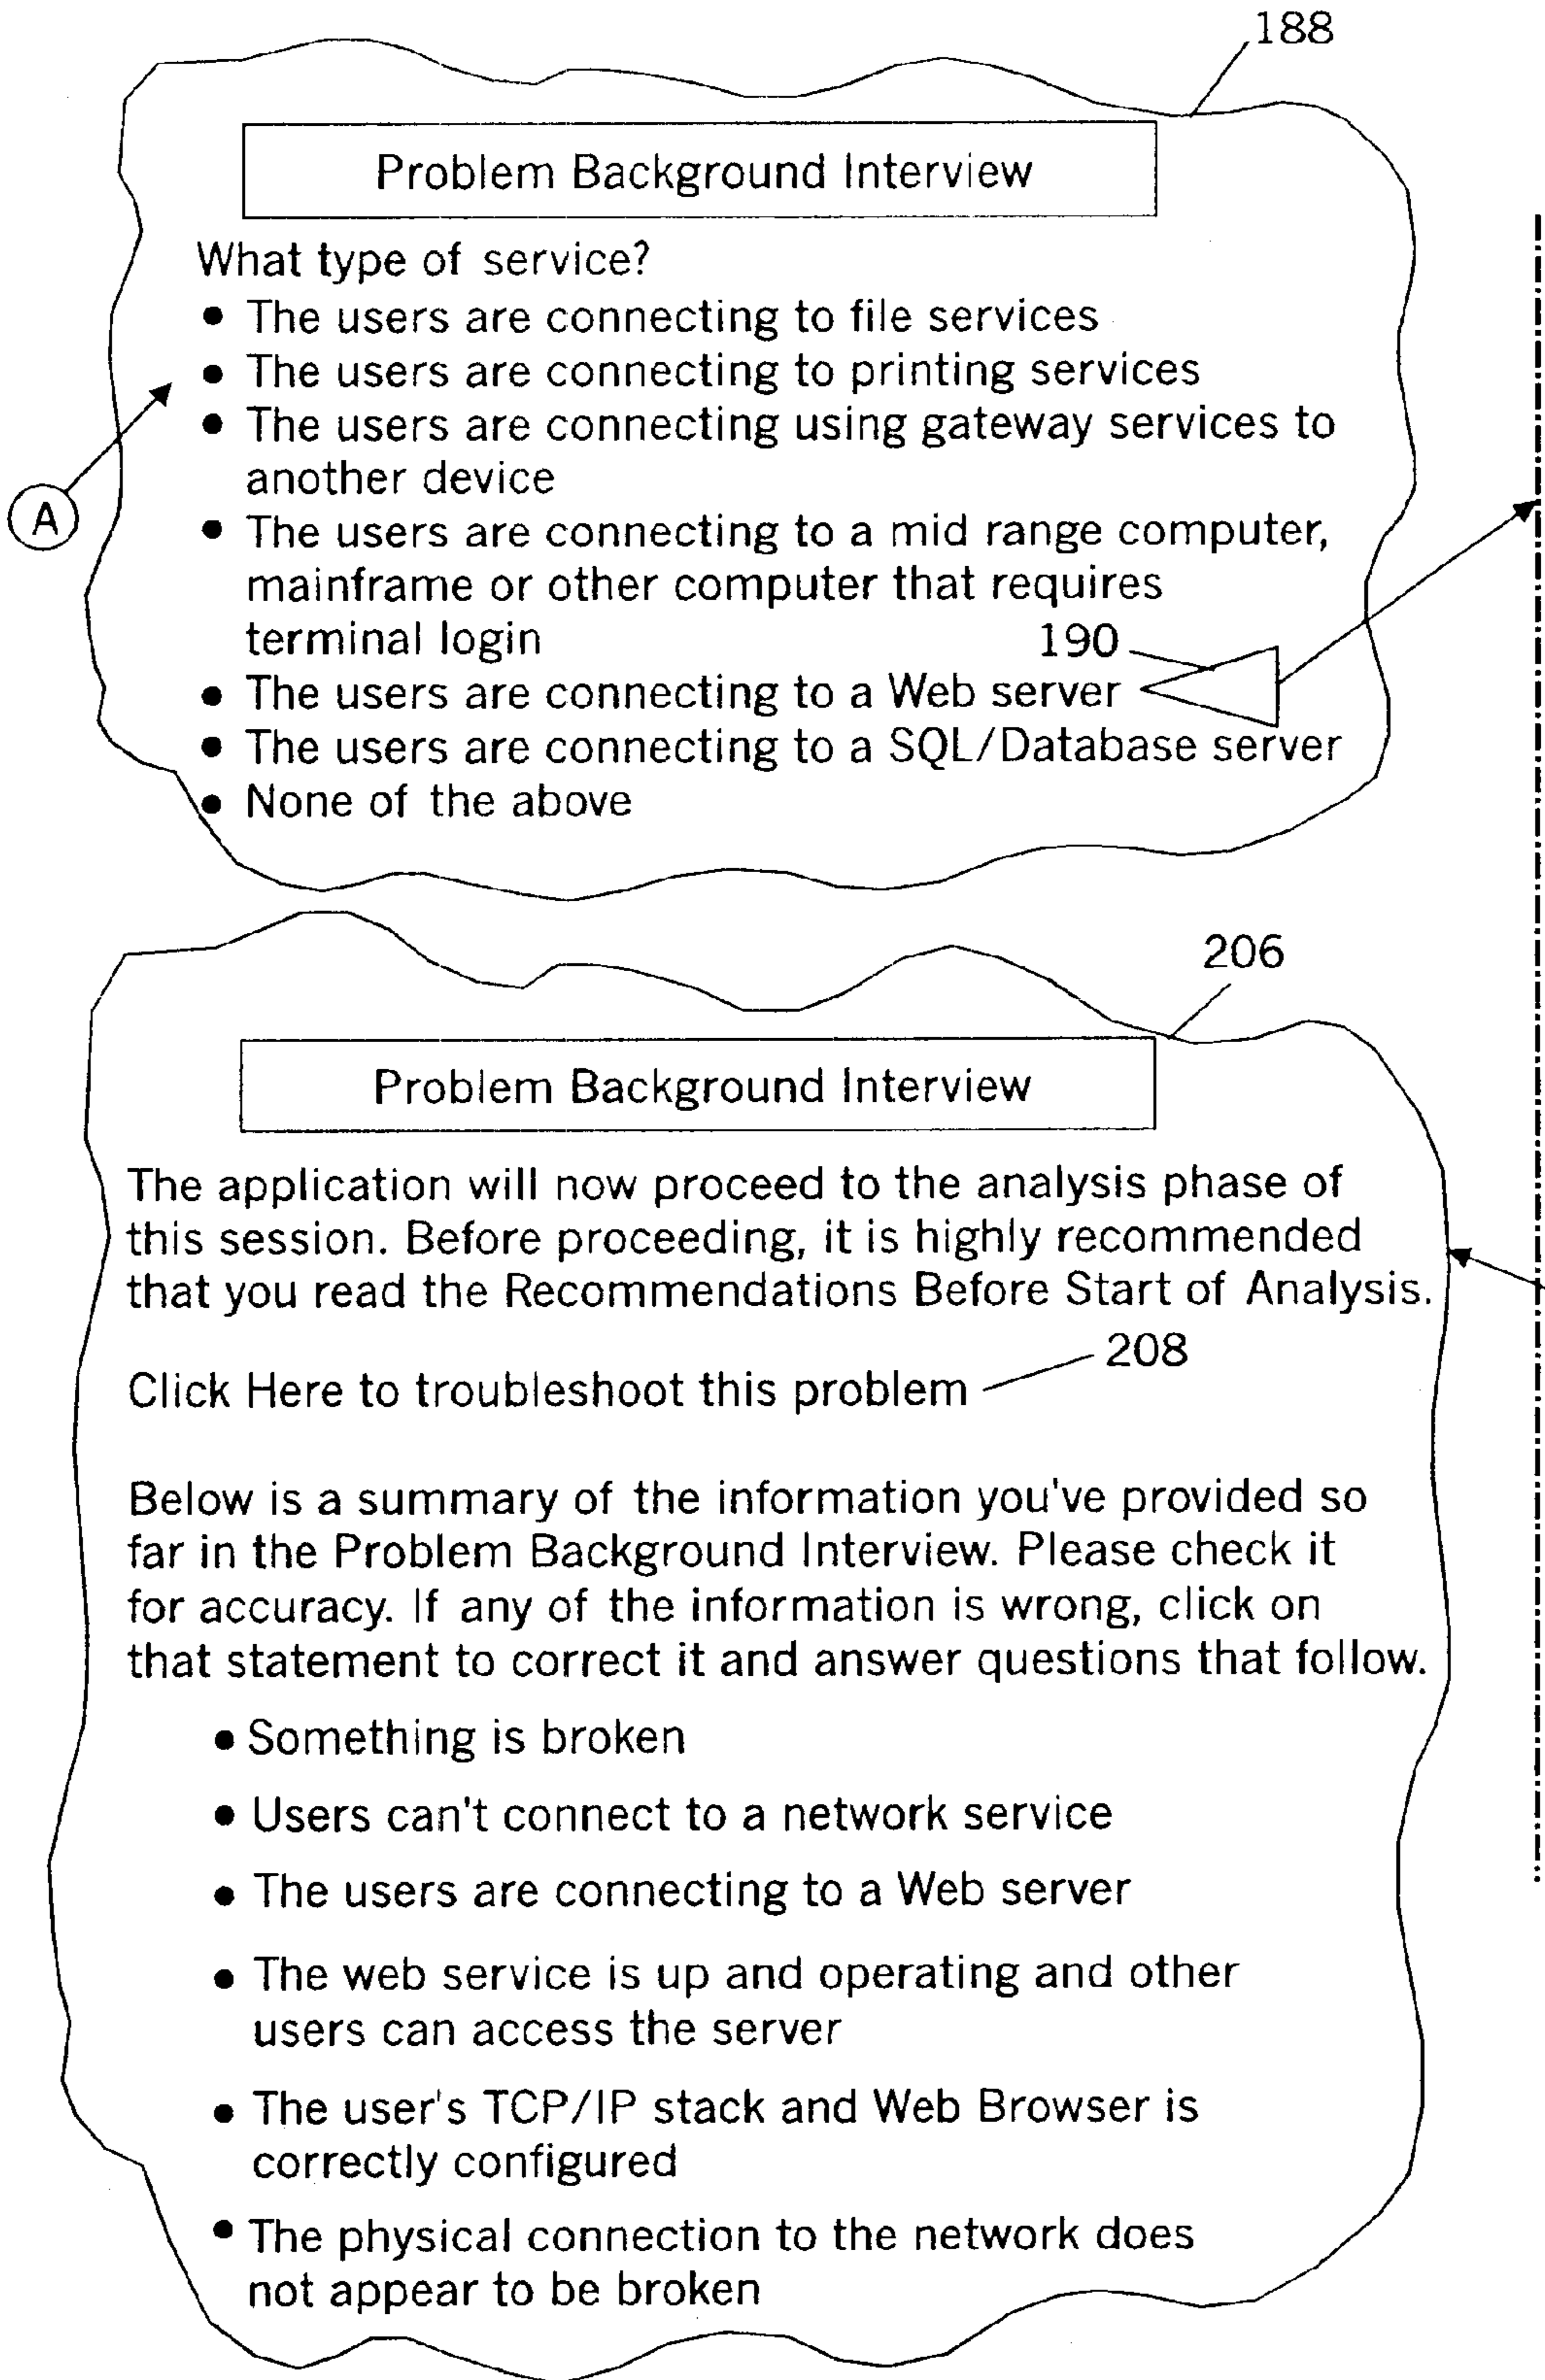 188
Problem Background Interview
What type of service?
• The users are connecting to file services
• The users are connecting to printing services
• The users are connecting using gateway services to
another device
A
• The users are connecting to a mid range computer,
mainframe or other computer that requires
terminal login
190
• The users are connecting to a Web server
• The users are connecting to a SQL/Database server
• None of the above
206
Problem Background Interview
The application will now proceed to the analysis phase of
this session. Before proceeding, it is highly recommended
that you read the Recommendations Before Start of Analysis.
208
Click Here to troubleshoot this problem
Below is a summary of the information you've provided so
far in the Problem Background Interview. Please check it
for accuracy. If any of the information is wrong, click on
that statement to correct it and answer questions that follow.
• Something is broken
• Users can't connect to a network service
• The users are connecting to a Web server
• The web service is up and operating and other
users can access the server
• The user's TCP/IP stack and Web Browser is
correctly configured
• The physical connection to the network does
not appear to be broken